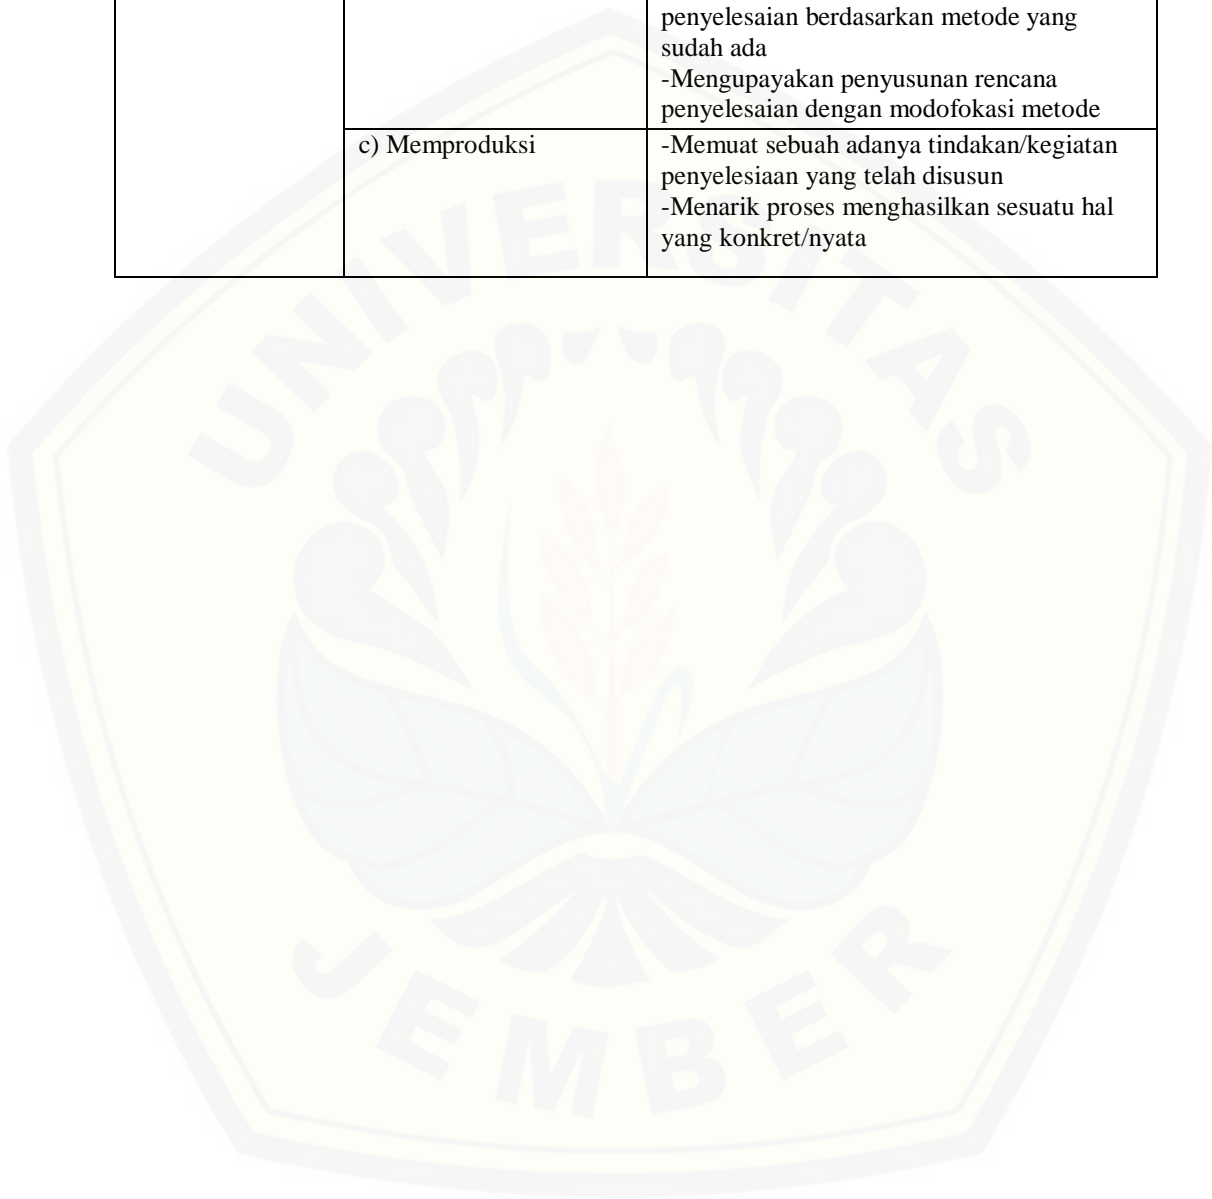 penyelesaian berdasarkan metode yang
sudah ada
-Mengupayakan penyusunan rencana
penyelesaian dengan modofokasi metode
c) Memproduksi
-Memuat sebuah adanya tindakan/kegiatan
penyelesiaan yang telah disusun
-Menarik proses menghasilkan sesuatu hal
yang konkret/nyata
UNIVERSITAS
JEMBER